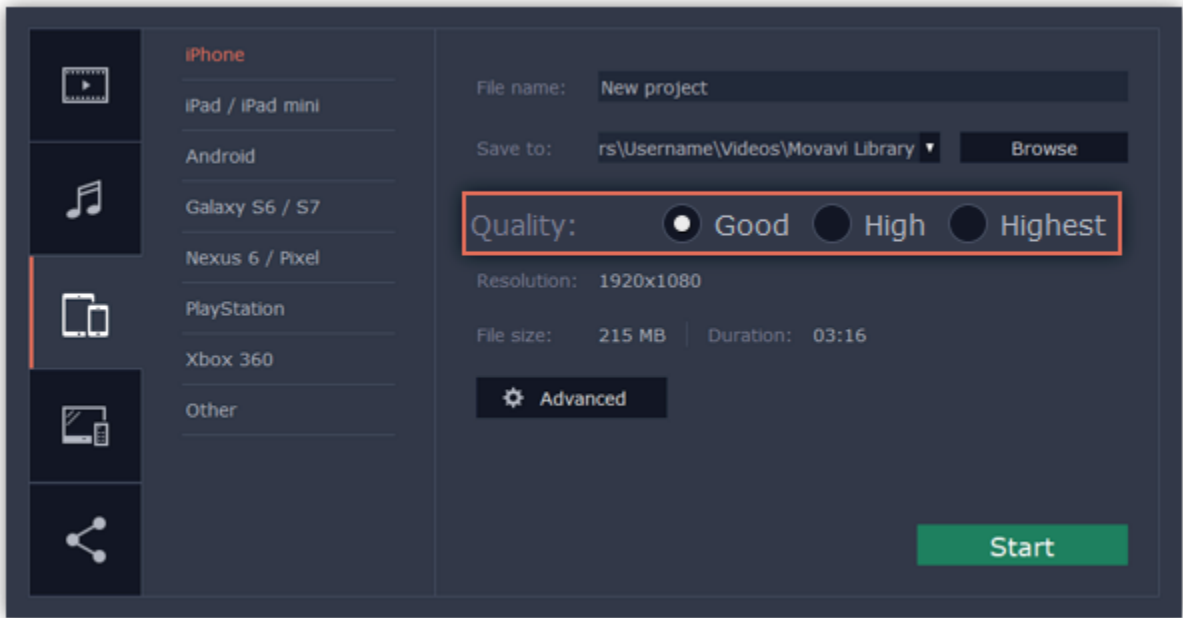 iPhone
iPad / iPad mini
Android
Galaxy S6 / S7
Nexus 6 / Pixel
PlayStation
Xbox 360
Other
File name: New project
Save to: rs\Username\Videos\Movavi Library Browse
Quality: Good High Highest
Resolution: 1920x1080
File size: 215 MB Duration: 03:16
Advanced
Start